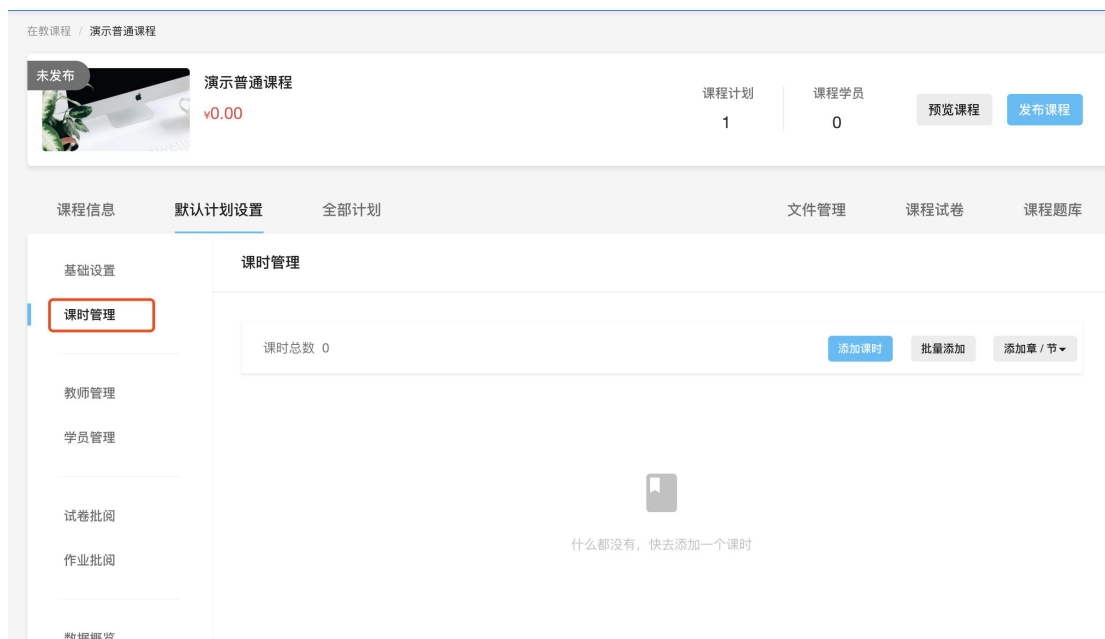 在教课程 / 演示普通课程
未发布
演示普通课程
¥0.00
课程计划
1
课程学员
0
预览课程
发布课程
课程信息
默认计划设置
全部计划
文件管理
课程试卷
课程题库
基础设置
课时管理
教师管理
学员管理
试卷批阅
作业批阅
数据概览
课时管理
课时总数 0
添加课时
批量添加
添加章 / 节
什么都没有，快去添加一个课时